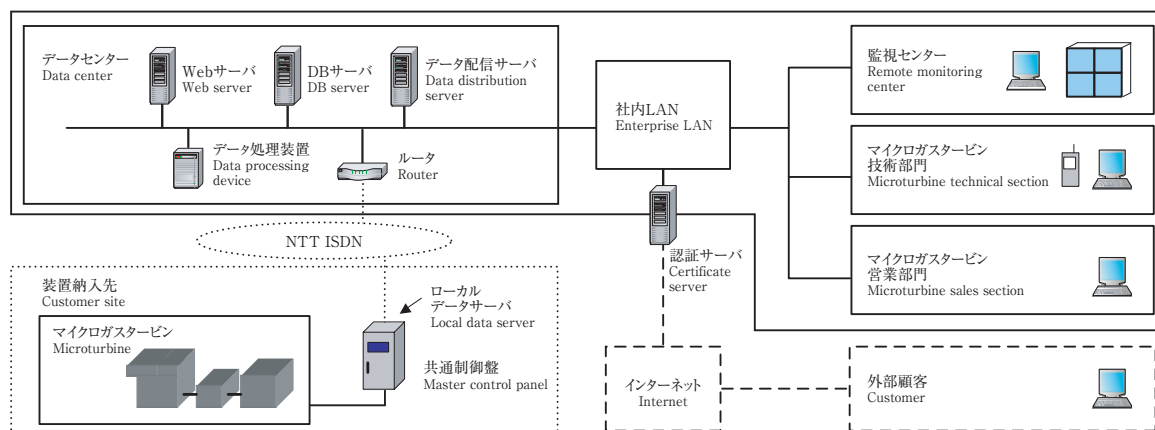 データセンター
Data center
Webサーバ
Web server
DBサーバ
DB server
データ配信サーバ
Data distribution
server
データ処理装置
Data processing
device
ルータ
Router
社内LAN
Enterprise LAN
監視センター
Remote monitoring
center
マイクロガスタービン
技術部門
Microturbine technical section
マイクロガスタービン
営業部門
Microturbine sales section
認証サーバ
Certificate
server
NTT ISDN
装置納入先
Customer site
マイクロガスタービン
Microturbine
ローカル
データサーバ
Local data server
共通制御盤
Master control panel
インターネット
Internet
外部顧客
Customer